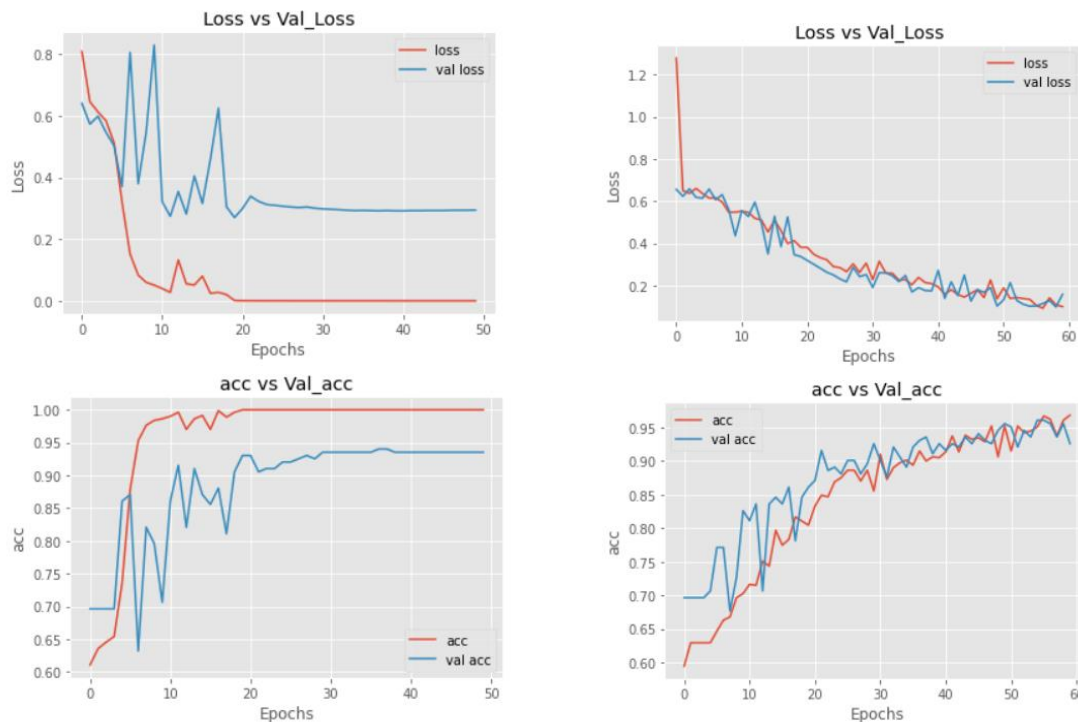 Loss vs Val_Loss
loss
val loss
0.8
0.6
0.4
0.2
0.0
Loss
0 10 20 30 40 50
Epochs
Loss vs Val_Loss
loss
val loss
1.2
1.0
0.8
0.6
0.4
0.2
Loss
0 10 20 30 40 50 60
Epochs
acc vs Val_acc
1.00
0.95
0.90
0.85
0.80
0.75
0.70
0.65
0.60
acc
acc
val acc
0 10 20 30 40 50
Epochs
acc vs Val_acc
acc
val acc
0.95
0.90
0.85
0.80
0.75
0.70
0.65
0.60
acc
0 10 20 30 40 50 60
Epochs